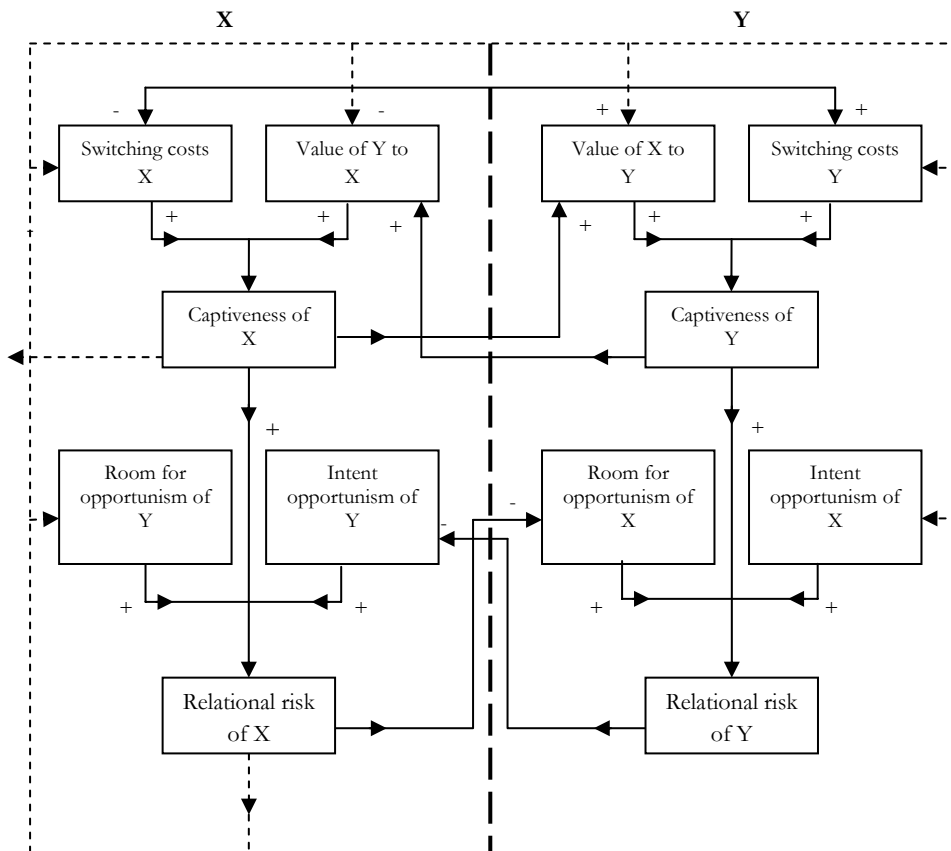 X Y
- - + +
Switching costs
X
Value of Y to
X
Value of X to
Y
Switching costs
Y
+ + + + + +
-
Captiveness of
X
Captiveness of
Y
+ +
Room for
opportunism of
Y
Intent
opportunism of
Y
Room for
opportunism of
X
Intent
opportunism of
X
- -
+ + + +
Relational risk
of X
Relational risk
of Y